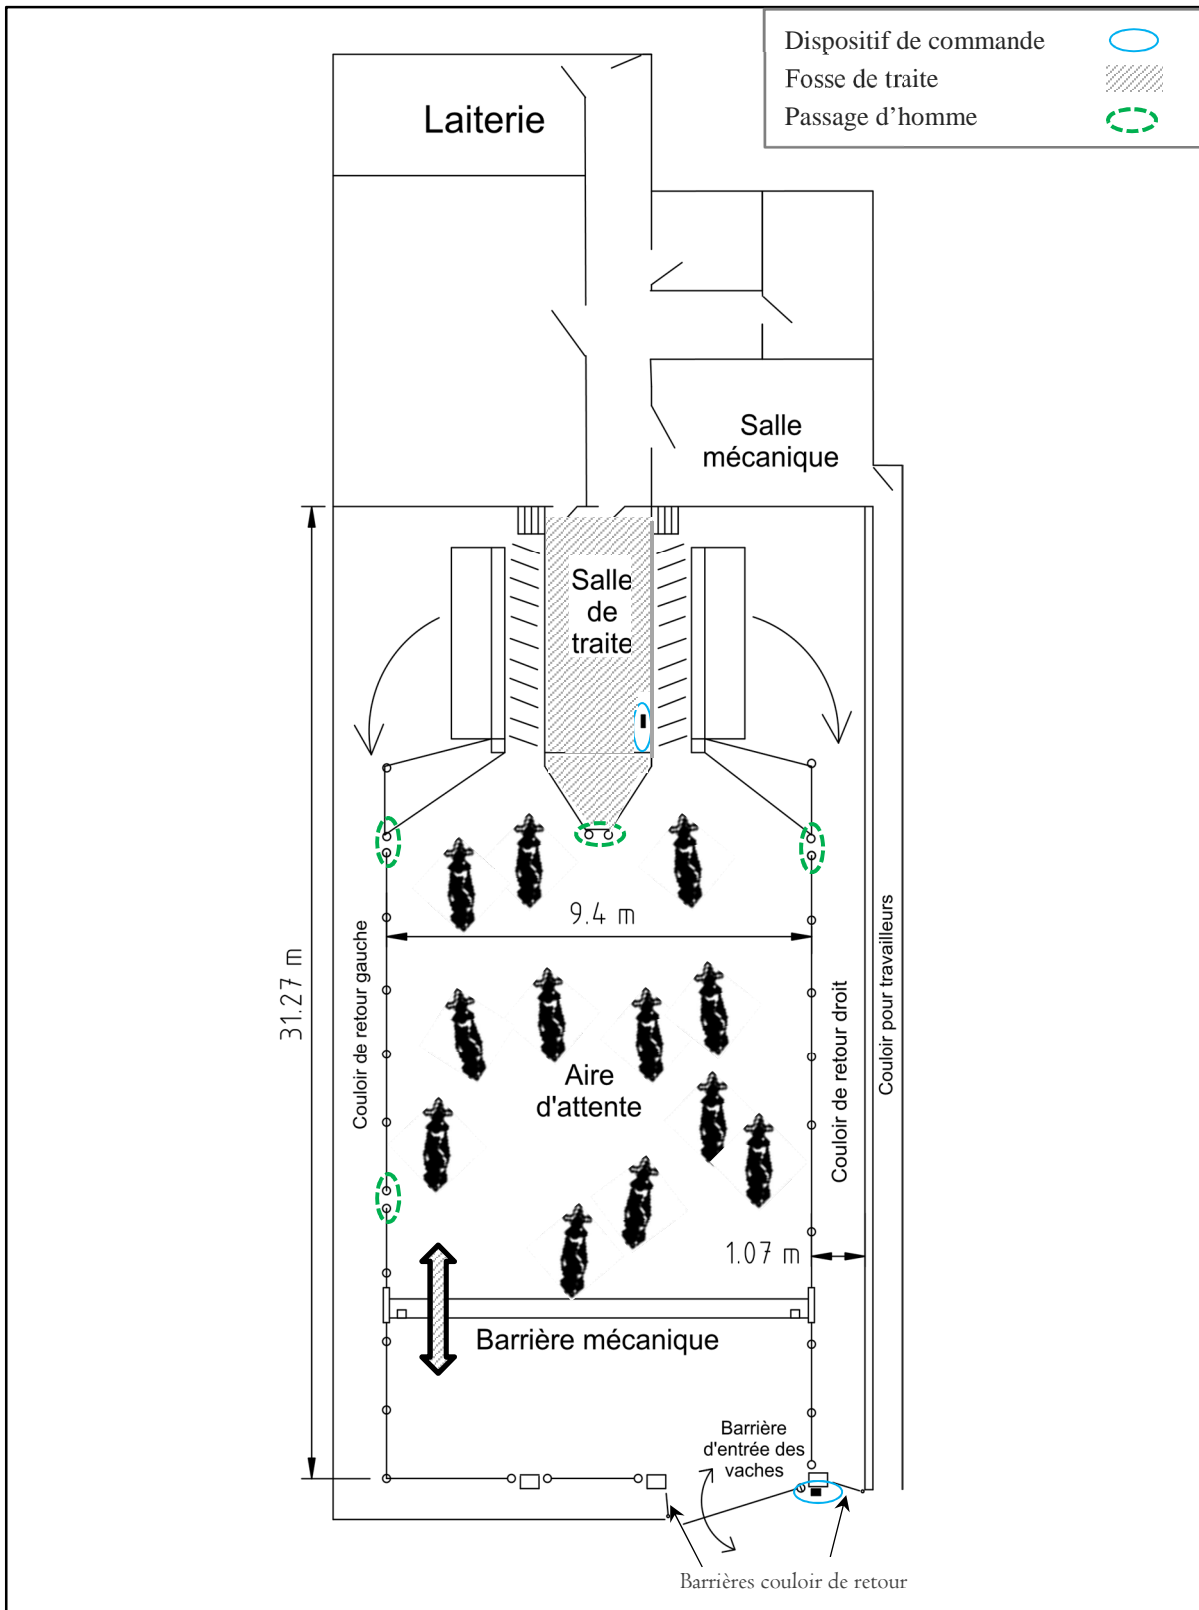 Dispositif de commande
Fosse de traite
Passage d'homme
Laiterie
Salle
mécanique
Salle
de
traite
9.4 m
31.27 m
Couloir de retour gauche
Couloir de retour droit
Couloir pour travailleurs
Aire
d'attente
1.07 m
Barrière mécanique
Barrière
d'entrée des
vaches
Barrières couloir de retour